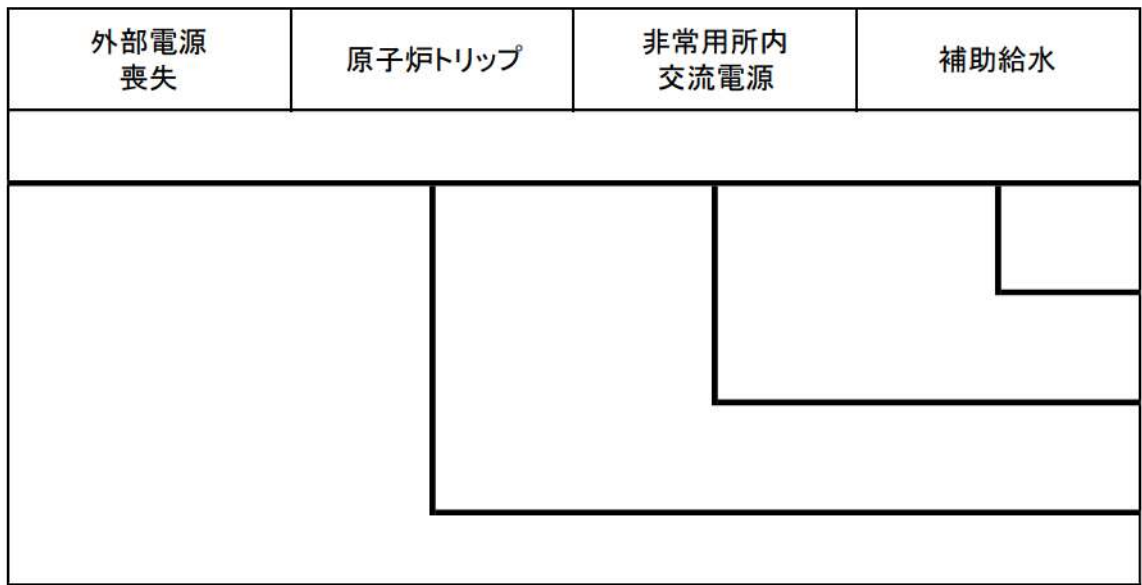 外部電源
喪失
原子炉トリップ
非常用所内
交流電源
補助給水